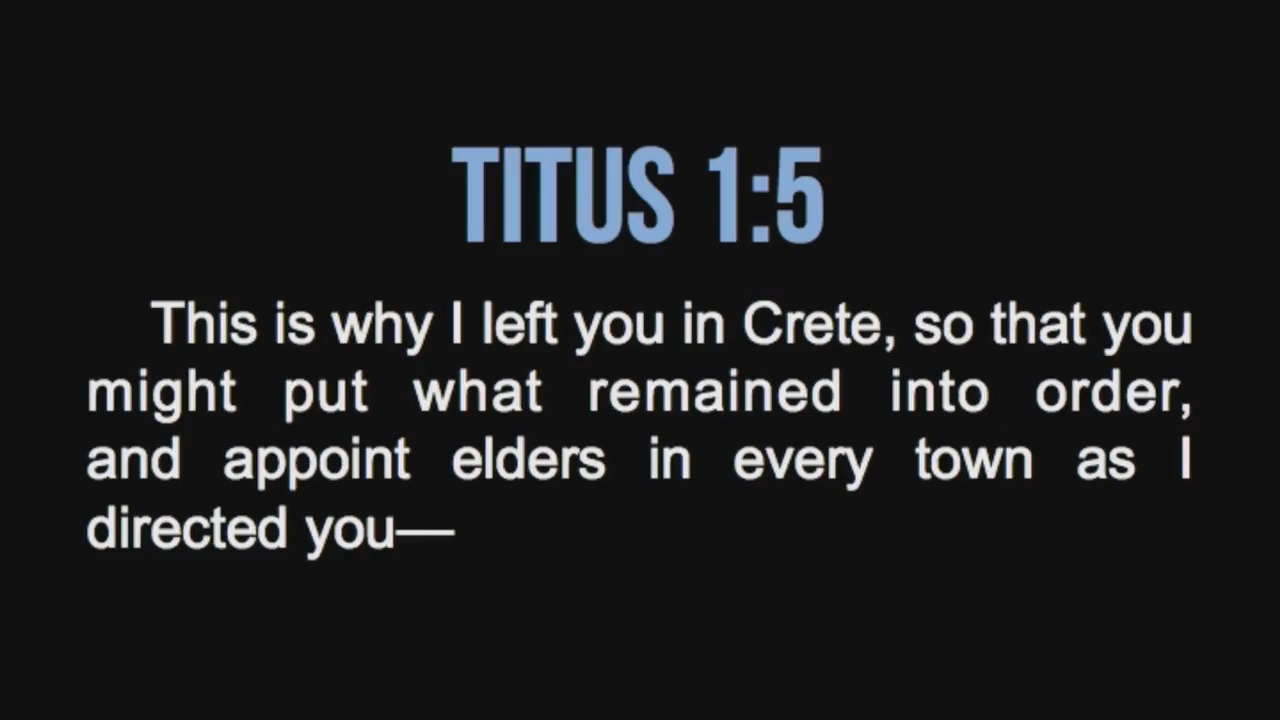 TITUS 1:5
This is why I left you in Crete, so that you
might put what remained into order,
and appoint elders in every town as I
directed you—